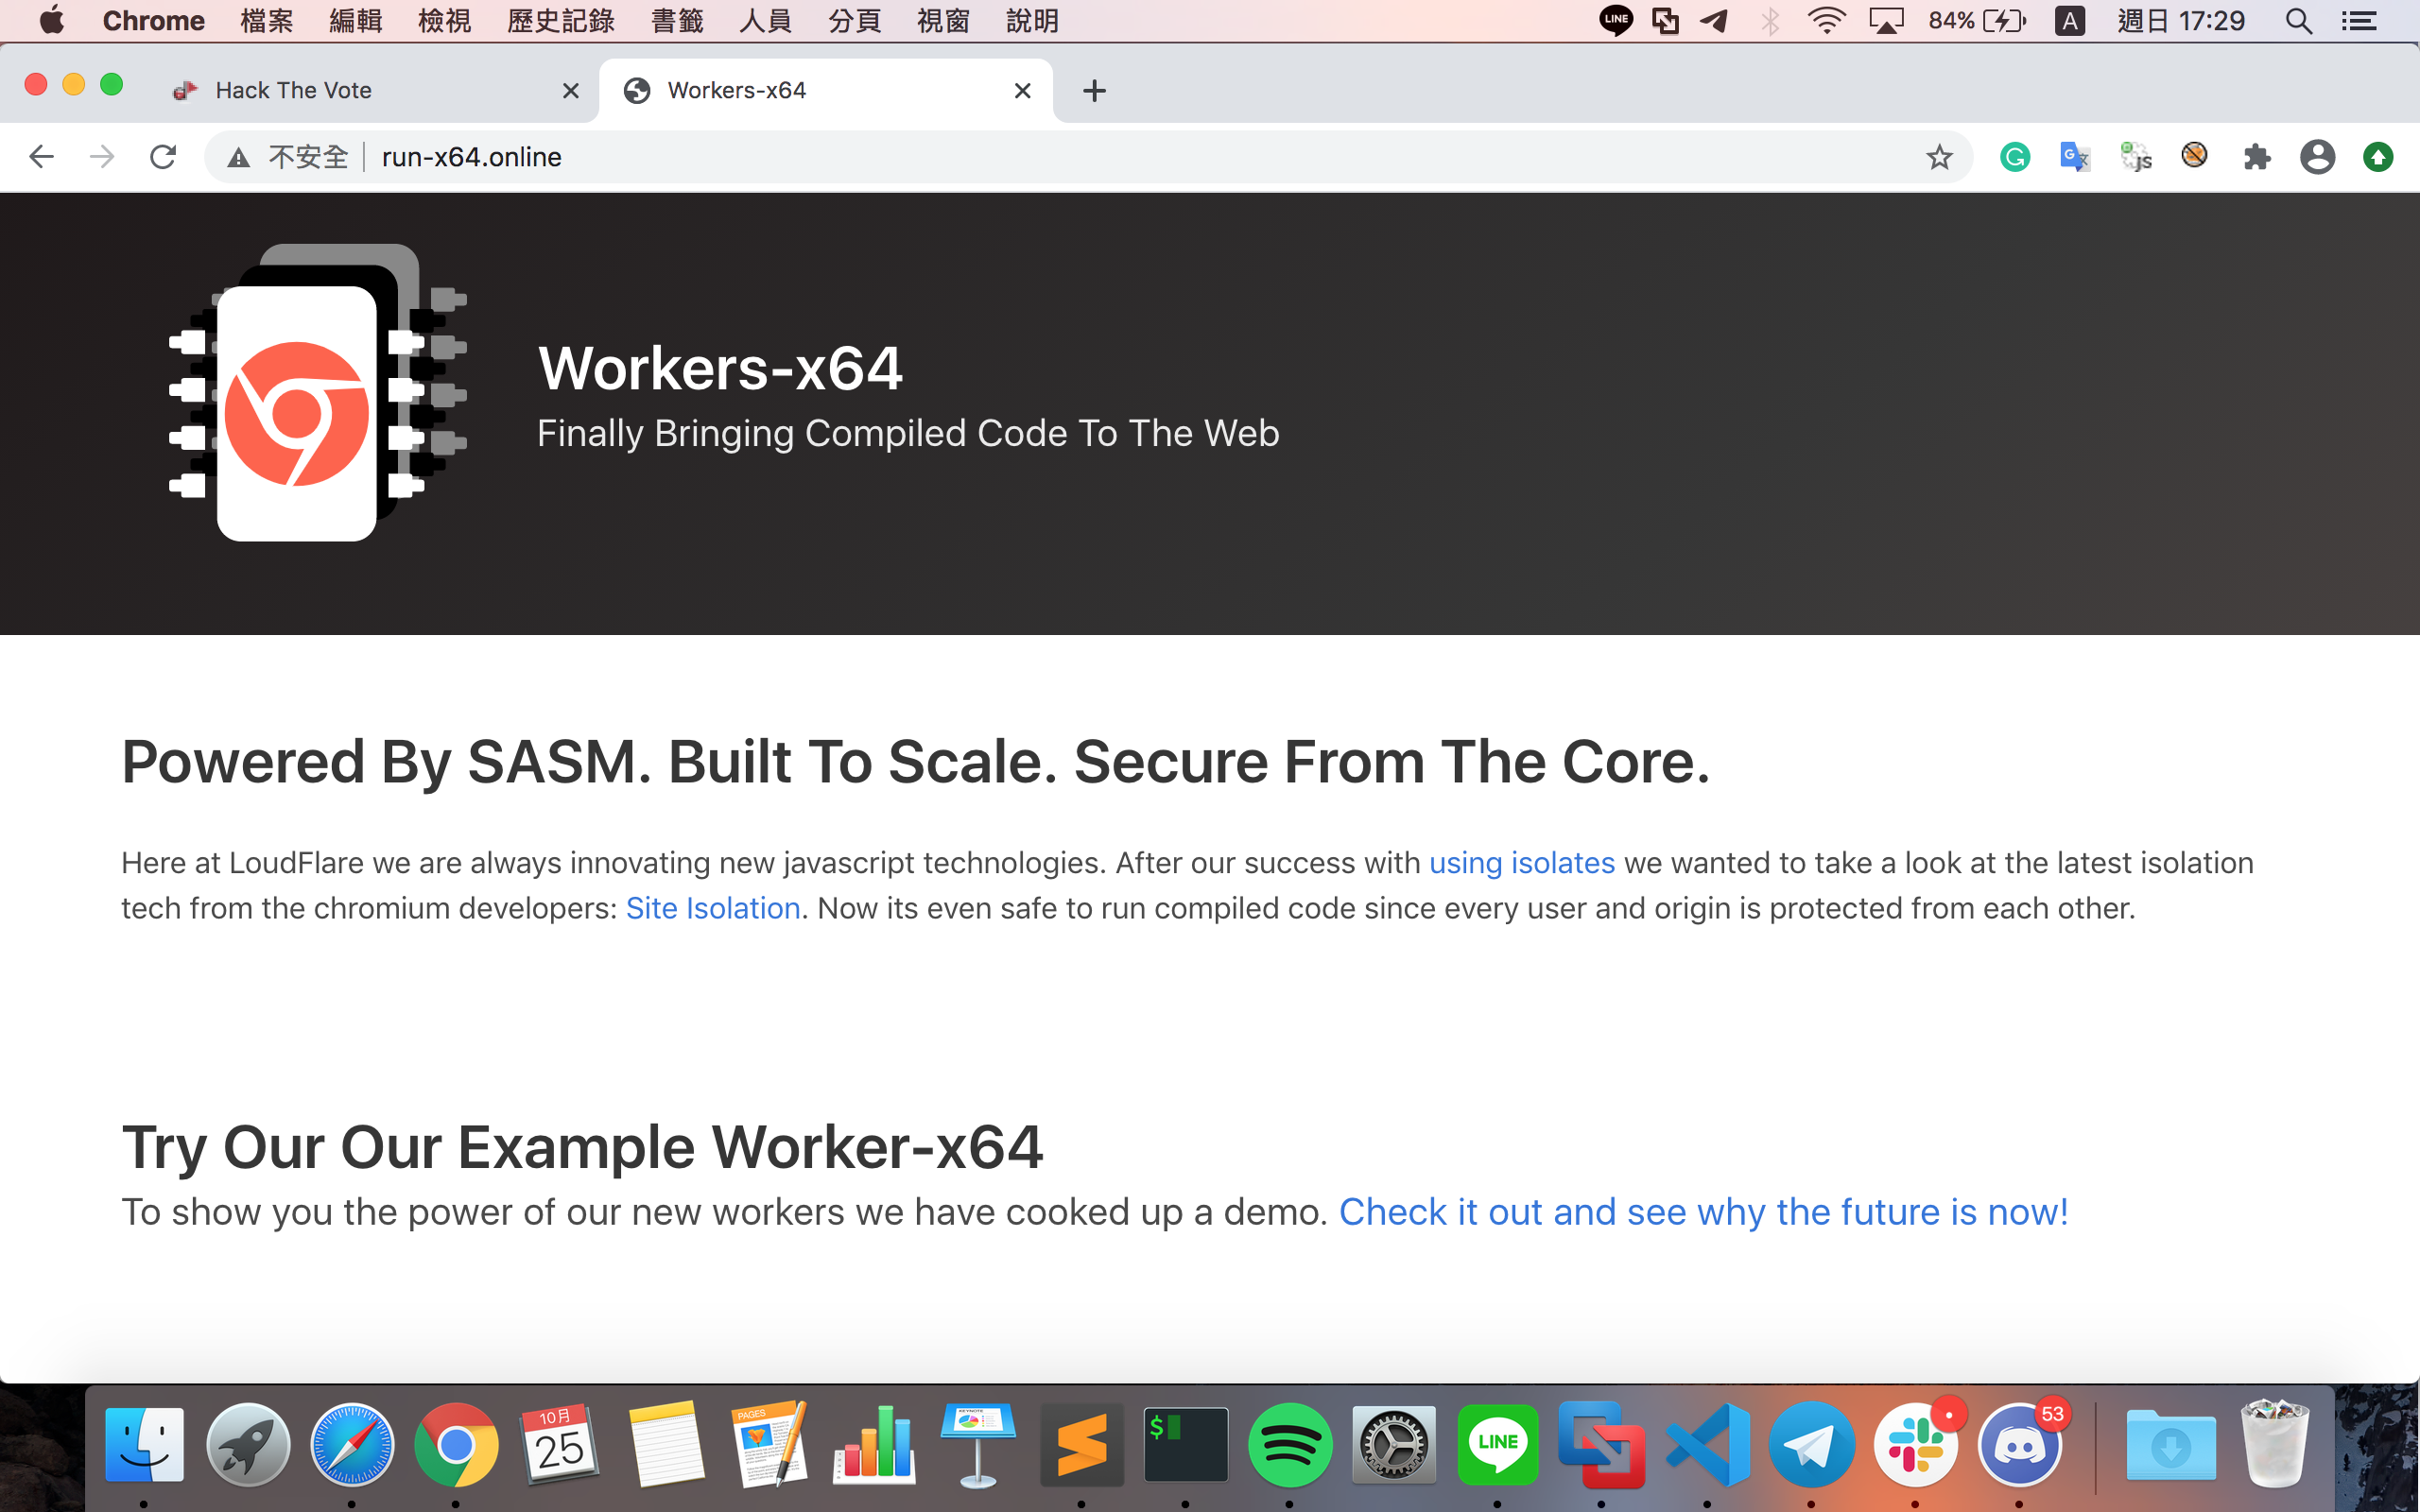 Chrome 檔案 編輯 檢視 歷史記錄 書籤 人員 分頁 視窗 說明 LINE 84% A 週日 17:29
Hack The Vote
Workers-x64
不安全 run-x64.online
JS
Workers-x64
Finally Bringing Compiled Code To The Web
Powered By SASM. Built To Scale. Secure From The Core.
Here at LoudFlare we are always innovating new javascript technologies. After our success with using isolates we wanted to take a look at the latest isolation
tech from the chromium developers: Site Isolation. Now its even safe to run compiled code since every user and origin is protected from each other.
Try Our Our Example Worker-x64
To show you the power of our new workers we have cooked up a demo. Check it out and see why the future is now!
10月
25
PAGES
KEYNOTE
$
LINE
53